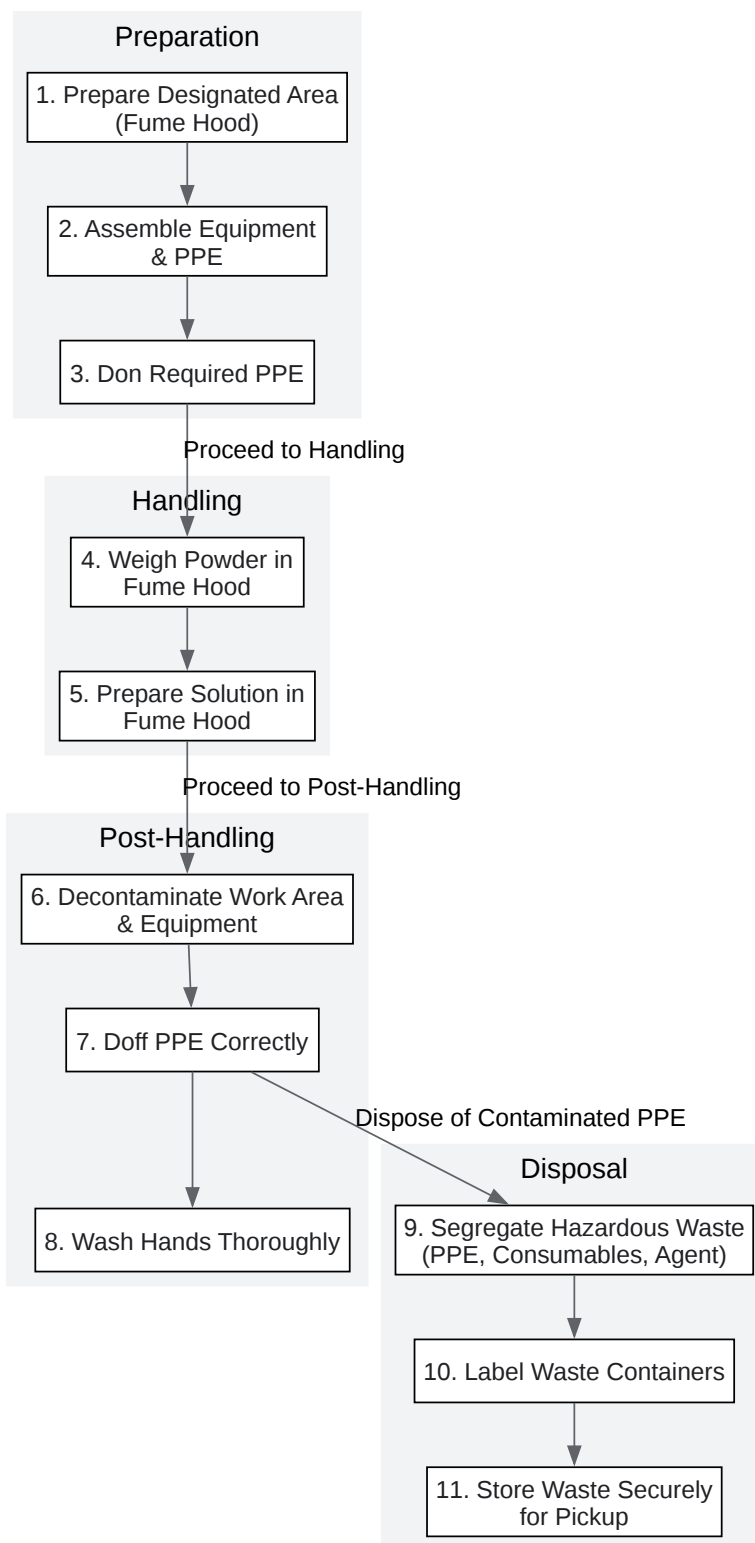 Preparation
1. Prepare Designated Area
(Fume Hood)
2. Assemble Equipment
& PPE
3. Don Required PPE
Proceed to Handling
Handling
4. Weigh Powder in
Fume Hood
5. Prepare Solution in
Fume Hood
Proceed to Post-Handling
Post-Handling
6. Decontaminate Work Area
& Equipment
7. Doff PPE Correctly
Dispose of Contaminated PPE
8. Wash Hands Thoroughly
Disposal
9. Segregate Hazardous Waste
(PPE, Consumables, Agent)
10. Label Waste Containers
11. Store Waste Securely
for Pickup